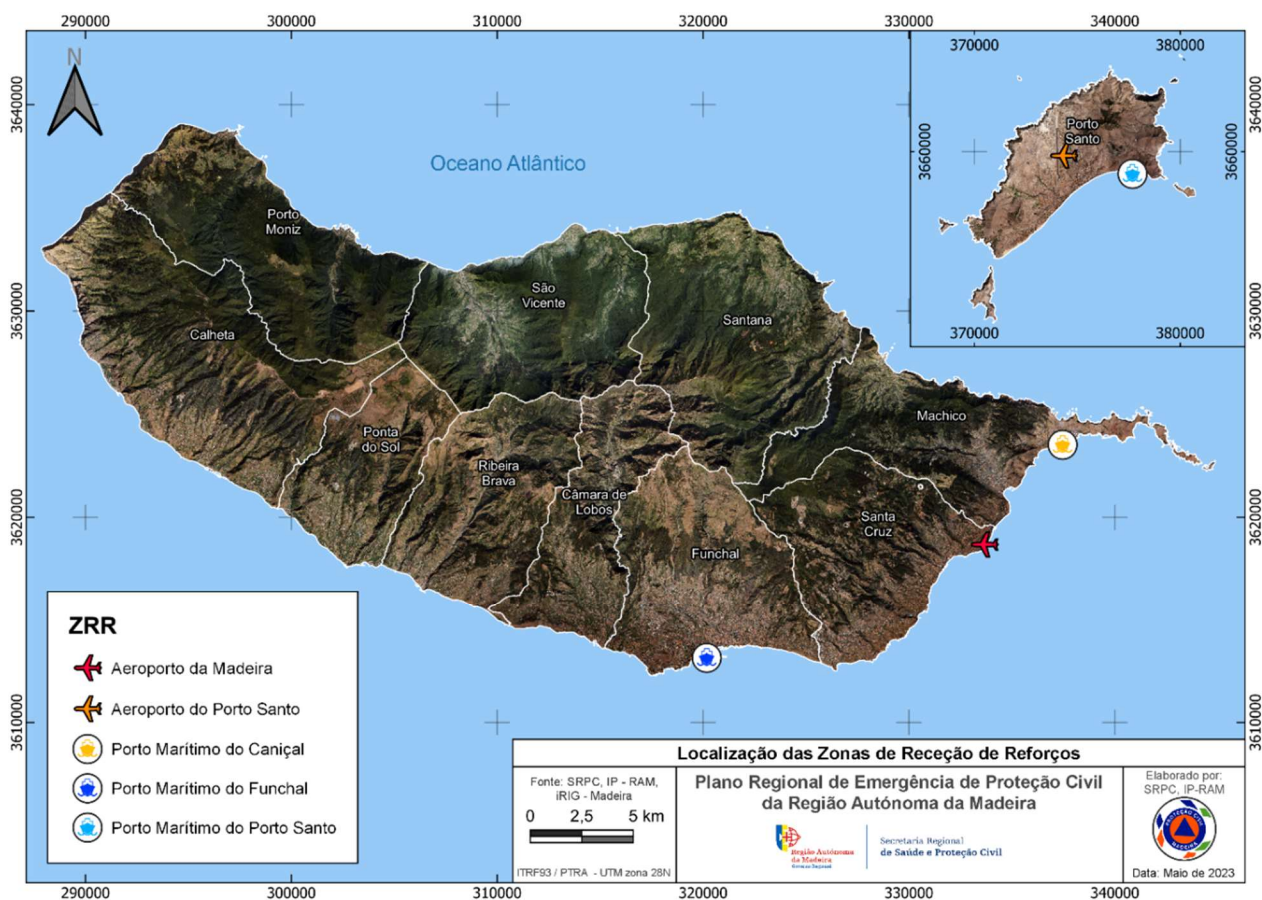 290000
300000
310000
320000
330000
340000
3640000
3630000
3620000
3610000
3640000
3630000
3620000
3610000
N
Oceano Atlântico
Porto
Moniz
São
Vicente
Santana
Calheta
Machico
Ponta
do Sol
Ribeira
Brava
Câmara de
Lobos
Santa
Cruz
Funchal
370000
380000
3660000
3660000
Porto
Santo
370000
380000
ZRR
Aeroporto da Madeira
Aeroporto do Porto Santo
Porto Marítimo do Caniçal
Porto Marítimo do Funchal
Porto Marítimo do Porto Santo
Localização das Zonas de Receção de Reforços
Fonte: SRPC, IP - RAM,
iRIG - Madeira
0 2,5 5 km
ITRF93 / PTRA - UTM zona 28N
Plano Regional de Emergência de Proteção Civil
da Região Autónoma da Madeira
Região Autónoma
da Madeira
Governo Regional
Secretaria Regional
de Saúde e Proteção Civil
Elaborado por:
SRPC, IP-RAM
PROTEÇÃO CIVIL
MADEIRA
Data: Maio de 2023
290000
300000
310000
320000
330000
340000